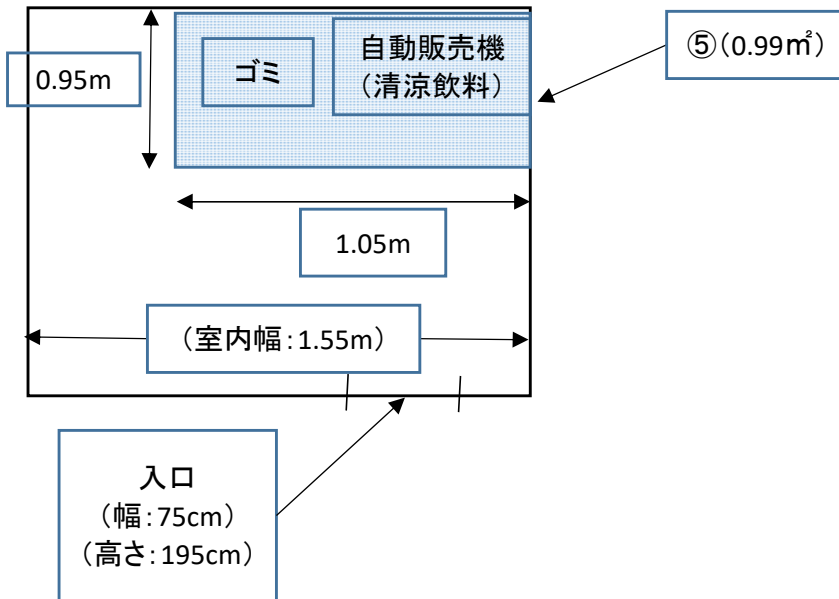 0.95m
ゴミ
自動販売機
（清涼飲料）
⑤（0.99㎡）
1.05m
（室内幅：1.55m）
入口
（幅：75cm）
（高さ：195cm）